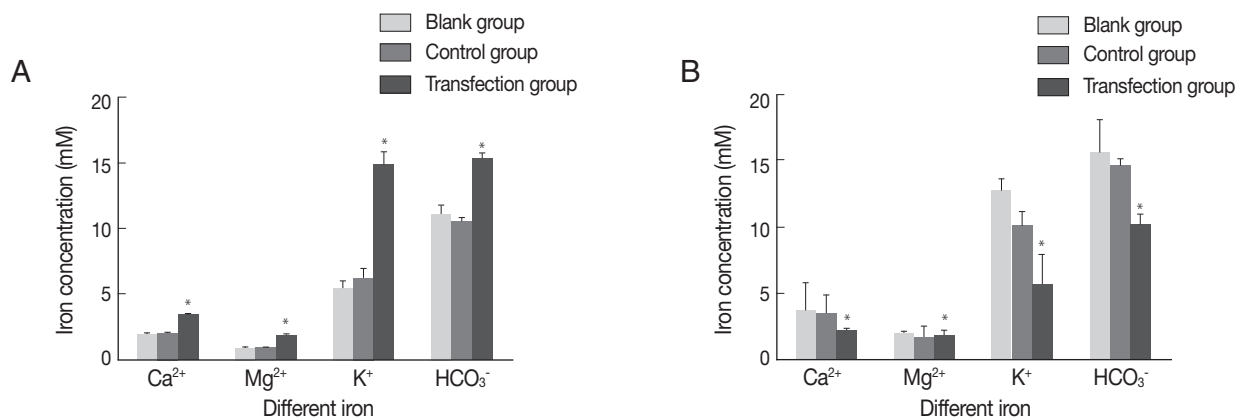 A
Blank group
Control group
Transfection group
20
15
10
5
0
Iron concentration (mM)
*
*
*
*
Ca²⁺
Mg²⁺
K⁺
HCO₃⁻
Different iron
B
Blank group
Control group
Transfection group
20
15
10
5
0
Iron concentration (mM)
*
*
*
*
Ca²⁺
Mg²⁺
K⁺
HCO₃⁻
Different iron